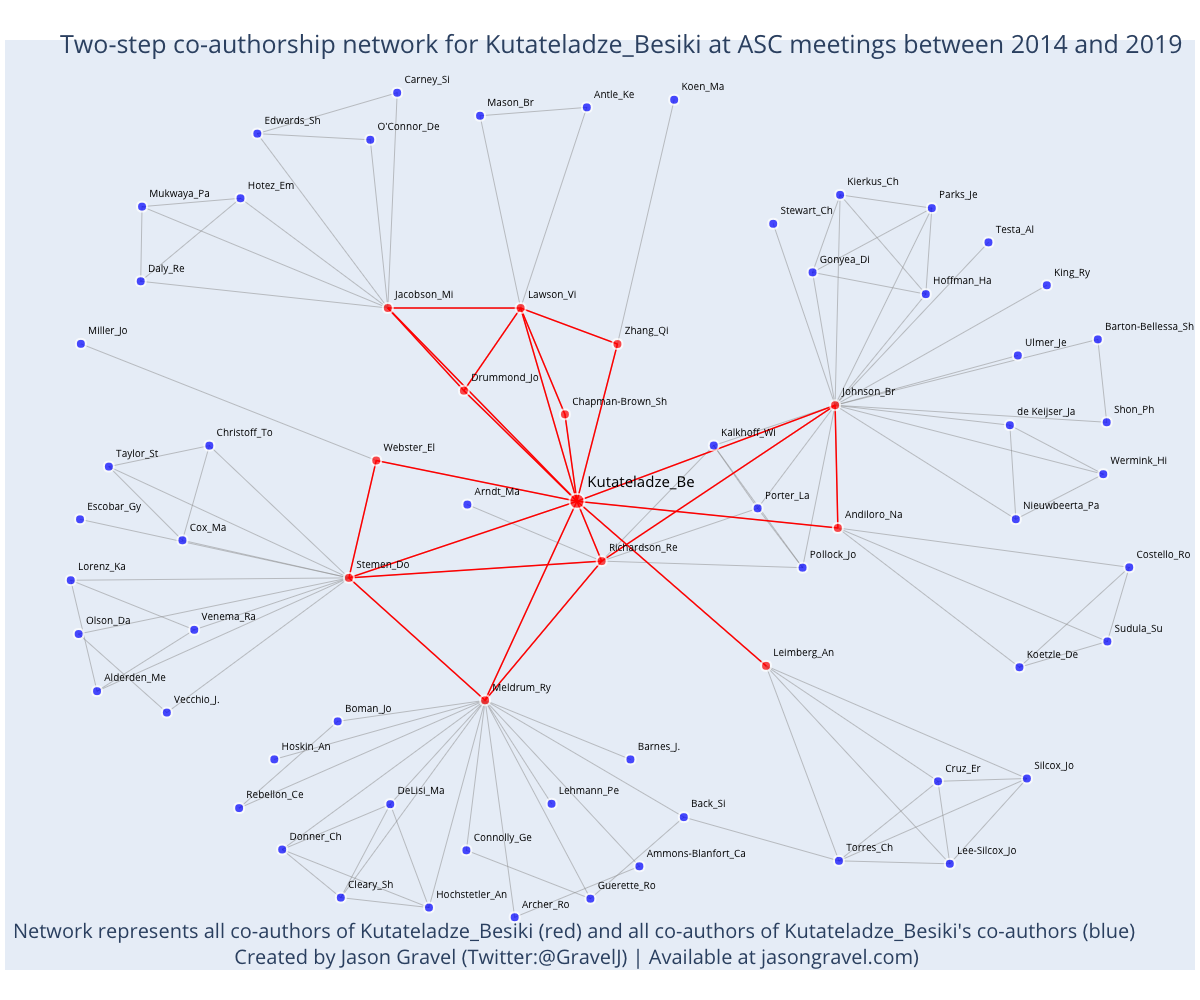 Two-step co-authorship network for Kutateladze_Besiki at ASC meetings between 2014 and 2019
Carney_Si
Koen_Ma
Antle_Ke
Mason_Br
Edwards_Sh
O'Connor_De
Kierkus_Ch
Hotez_Em
Mukwaya_Pa
Parks_Je
Stewart_Ch
Testa_Al
Gonyea_Di
Daly_Re
King_Ry
Hoffman_Ha
Jacobson_Mi
Lawson_Vi
Barton-Bellessa_Sh
Miller_Jo
Zhang_Qi
Ulmer_Je
Drummond_Jo
Johnson_Br
Chapman-Brown_Sh
de Keijser_Ja
Shon_Ph
Christoff_To
Kalkhoff_Wi
Webster_El
Taylor_St
Wermink_Hi
Kutateladze_Be
Arndt_Ma
Porter_La
Escobar_Gy
Nieuwbeerta_Pa
Andiloro_Na
Cox_Ma
Richardson_Re
Pollock_Jo
Costello_Ro
Stemen_Do
Lorenz_Ka
Venema_Ra
Olson_Da
Sudula_Su
Leimberg_An
Koetzle_De
Alderden_Me
Meldrum_Ry
Vecchio_J.
Boman_Jo
Hoskin_An
Barnes_J.
Silcox_Jo
Cruz_Er
DeLisi_Ma
Lehmann_Pe
Rebellon_Ce
Back_Si
Donner_Ch
Connolly_Ge
Torres_Ch
Lee-Silcox_Jo
Ammons-Blanfort_Ca
Cleary_Sh
Guerette_Ro
Hochstetler_An
Archer_Ro
Network represents all co-authors of Kutateladze_Besiki (red) and all co-authors of Kutateladze_Besiki's co-authors (blue)
Created by Jason Gravel (Twitter:@GravelJ) | Available at jasongravel.com)